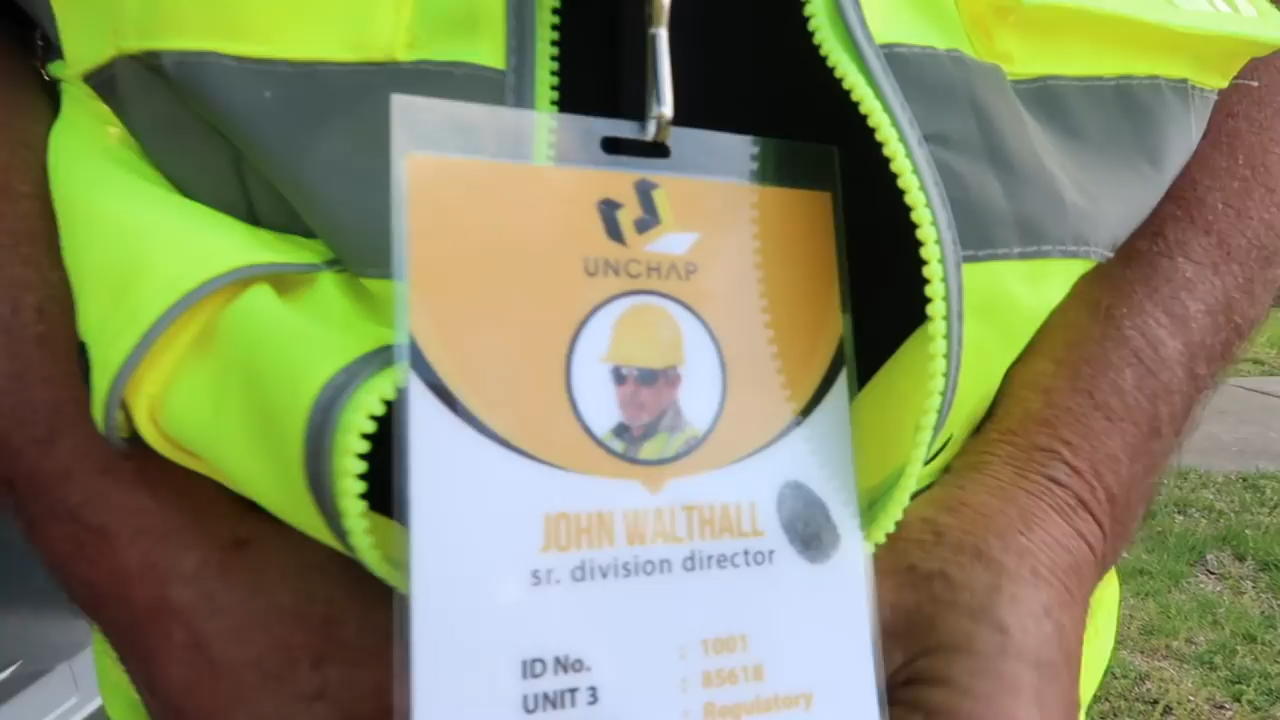 UNCHAP
JOHN WALTHALL
sr. division director
ID No. : 1001
UNIT 3 : 85618
: Regulatory